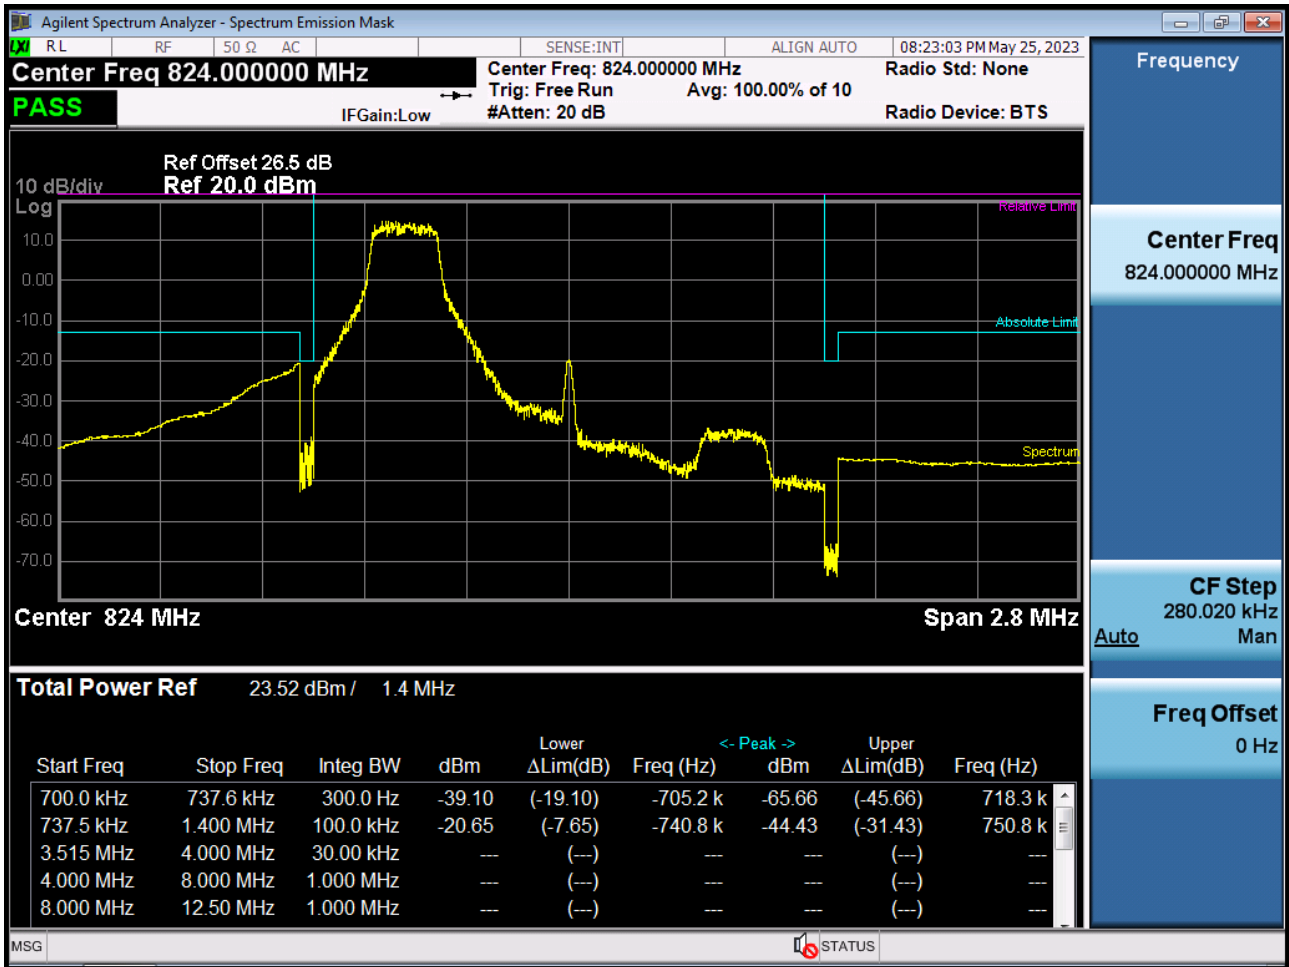 Agilent Spectrum Analyzer - Spectrum Emission Mask
LXI RL RF 50 Ω AC SENSE:INT ALIGN AUTO 08:23:03 PM May 25, 2023
Center Freq 824.000000 MHz
Center Freq: 824.000000 MHz
Radio Std: None
Trig: Free Run Avg: 100.00% of 10
PASS
IFGain:Low
#Atten: 20 dB
Radio Device: BTS
Ref Offset 26.5 dB
10 dB/div Ref 20.0 dBm
Log
Relative Limit
10.0
0.00
-10.0
Absolute Limit
-20.0
-30.0
-40.0
Spectrum
-50.0
-60.0
-70.0
Center 824 MHz Span 2.8 MHz
Total Power Ref 23.52 dBm / 1.4 MHz
Lower <- Peak -> Upper
Start Freq Stop Freq Integ BW dBm ΔLim(dB) Freq (Hz) dBm ΔLim(dB) Freq (Hz)
700.0 kHz 737.6 kHz 300.0 Hz -39.10 (-19.10) -705.2 k -65.66 (-45.66) 718.3 k
737.5 kHz 1.400 MHz 100.0 kHz -20.65 (-7.65) -740.8 k -44.43 (-31.43) 750.8 k
3.515 MHz 4.000 MHz 30.00 kHz --- (---) --- --- (---) ---
4.000 MHz 8.000 MHz 1.000 MHz --- (---) --- --- (---) ---
8.000 MHz 12.50 MHz 1.000 MHz --- (---) --- --- (---) ---
MSG STATUS
Frequency
Center Freq
824.000000 MHz
CF Step
280.020 kHz
Auto Man
Freq Offset
0 Hz